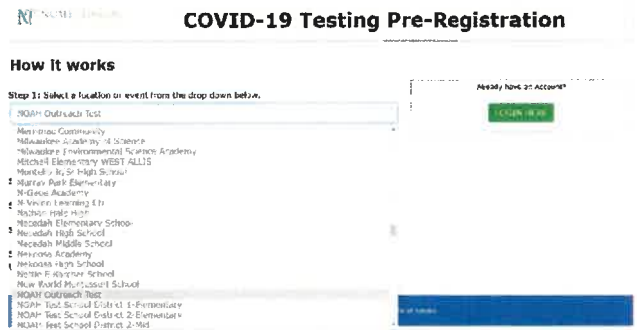 COVID-19 Testing Pre-Registration
How it works
Step 1: Select a location or event from the drop down below.
Already have an Account?
LOGIN HERE
NOAH Outreach Test
Merrimac Community
Milwaukee Academy of Science
Milwaukee Environmental Science Academy
Mitchell Elementary WEST ALLIS
Montello Jr/Sr High School
Murray Park Elementary
N-Gage Academy
N-Vision Learning Ctr
Nathan Hale High
Necedah Elementary School
Necedah High School
Necedah Middle School
Nekoosa Academy
Nekoosa High School
Nettie E Karcher School
New World Montessori School
NOAH Outreach Test
NOAH Test School District 1-Elementary
NOAH Test School District 2-Elementary
NOAH Test School District 2-Mid